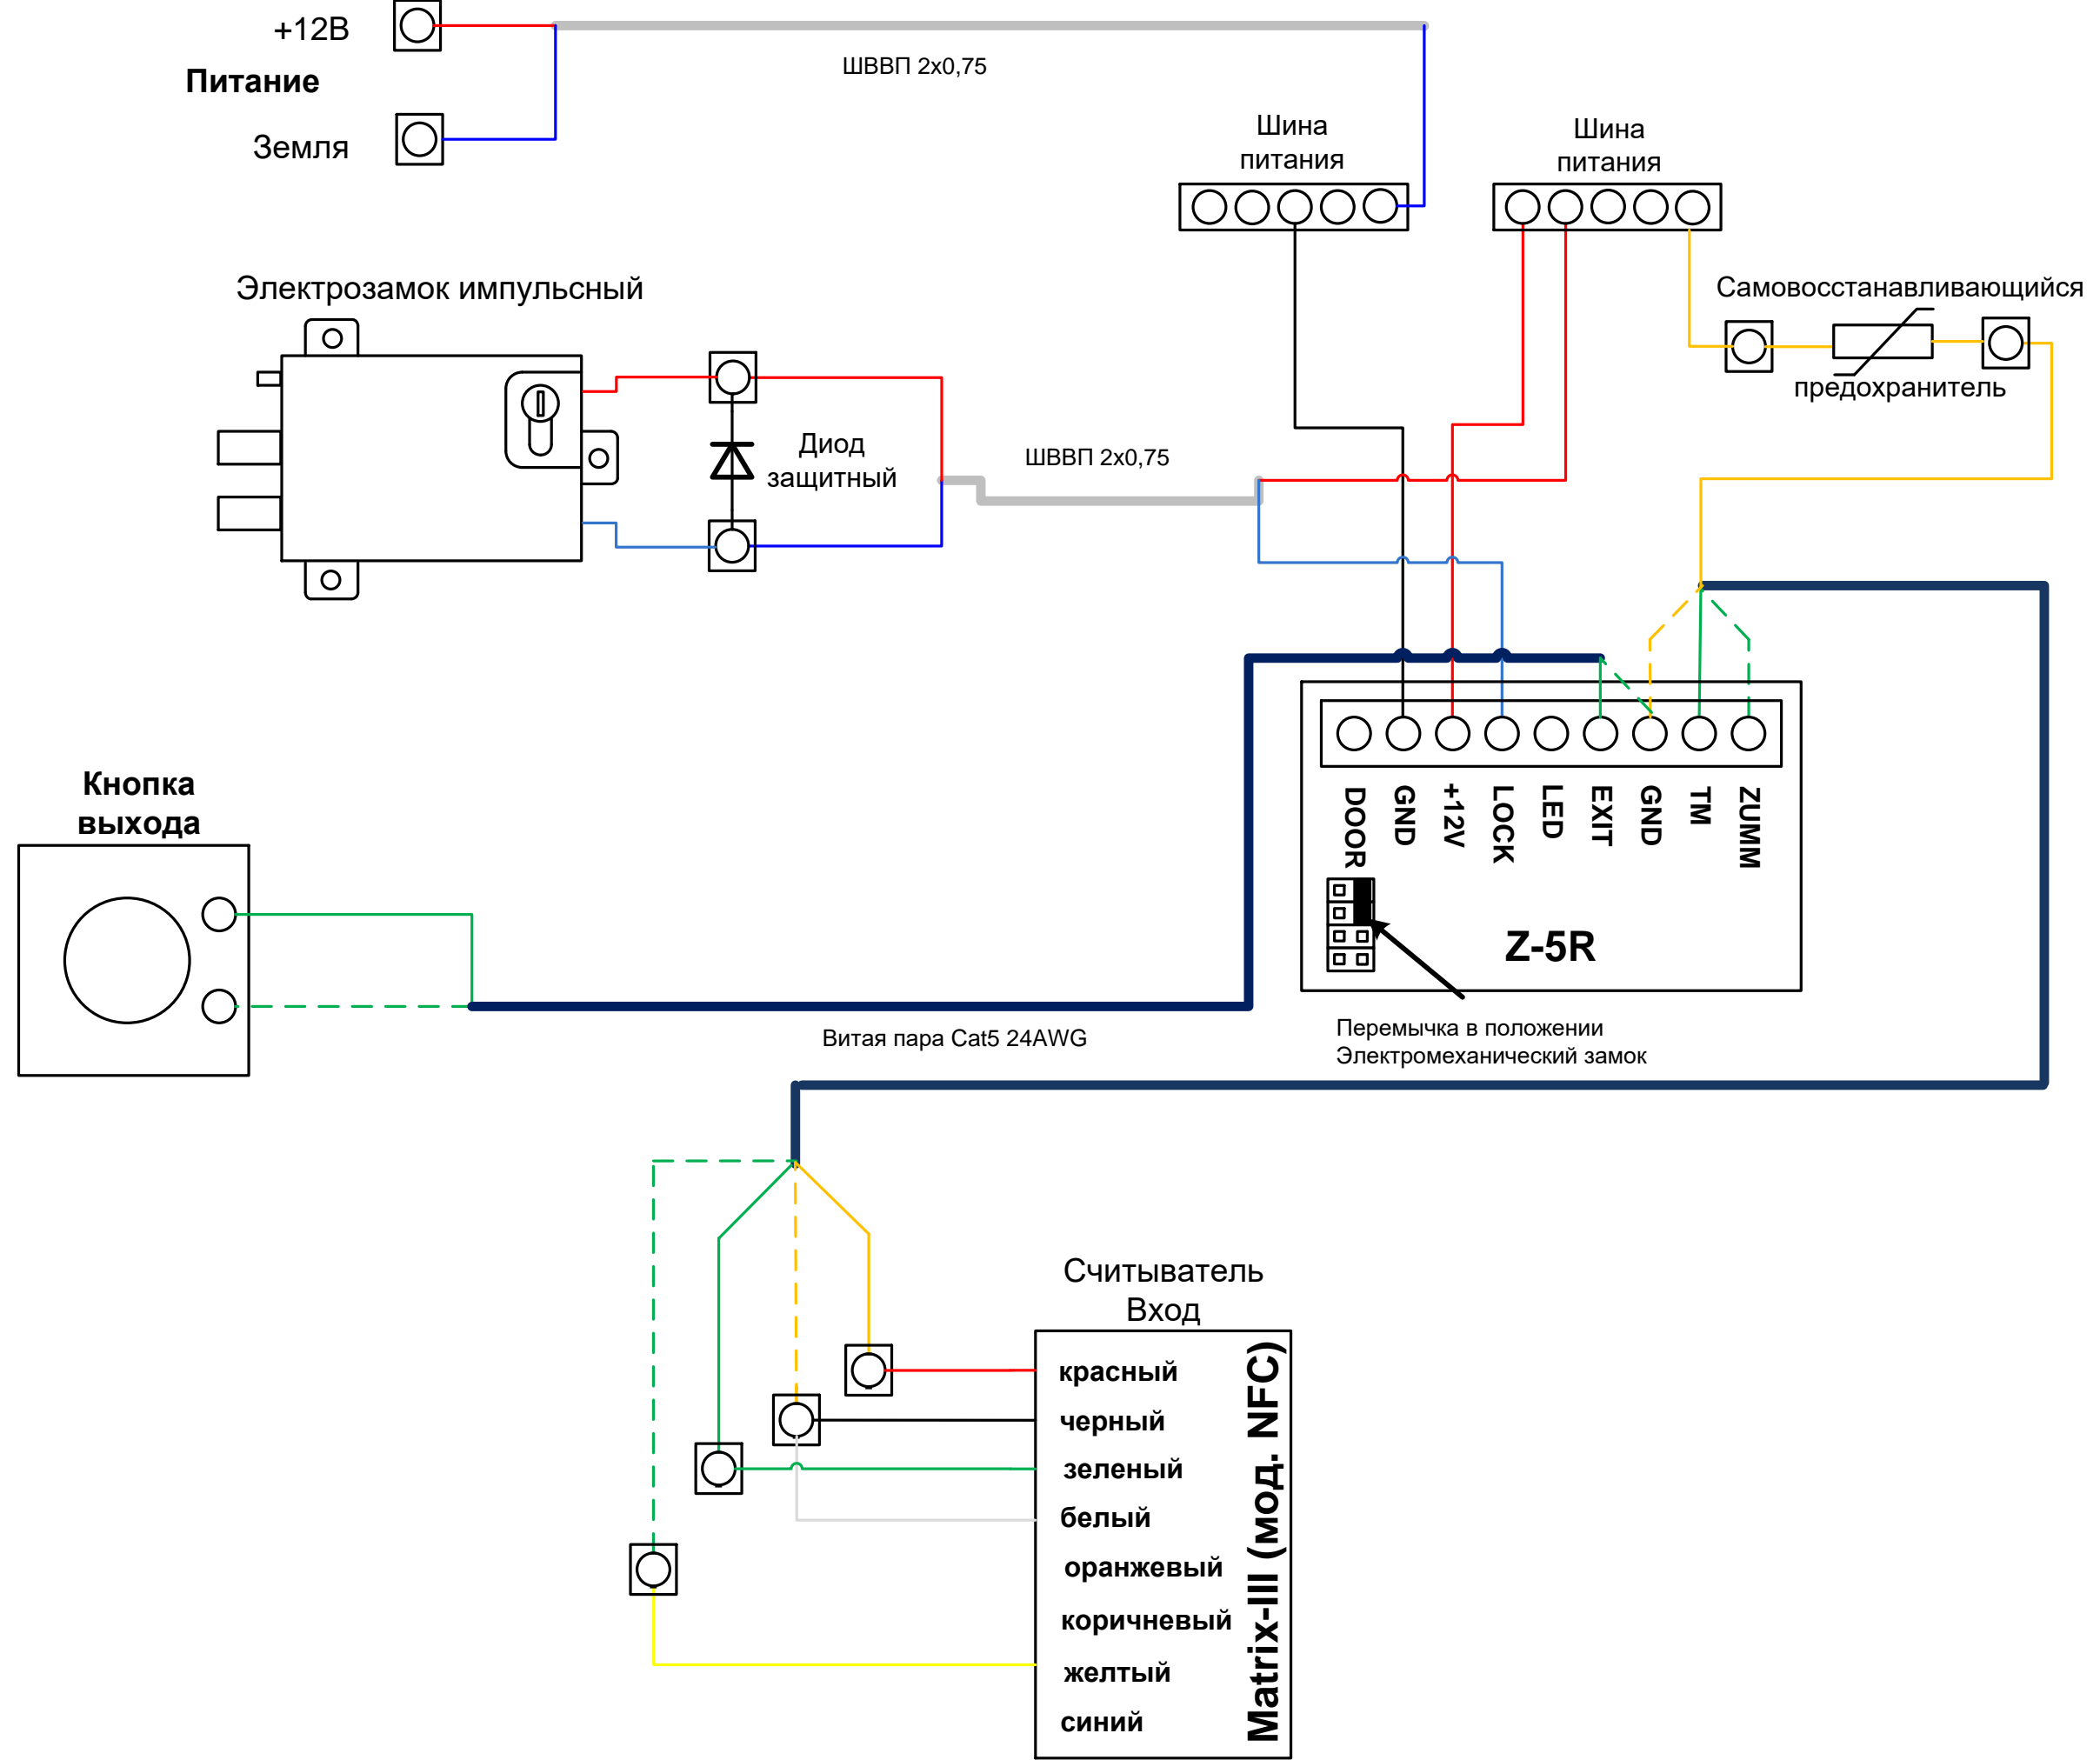 +12В
Питание
Земля
ШВВП 2x0,75
Шина
питания
Шина
питания
Электрозамок импульсный
Самовосстанавливающийся
предохранитель
Диод
защитный
ШВВП 2x0,75
Кнопка
выхода
DOOR
GND
+12V
LOCK
LED
EXIT
GND
TM
ZUMM
Z-5R
Перемычка в положении
Электромеханический замок
Витая пара Cat5 24AWG
Считыватель
Вход
красный
черный
зеленый
белый
оранжевый
коричневый
желтый
синий
Matrix-III (мод. NFC)